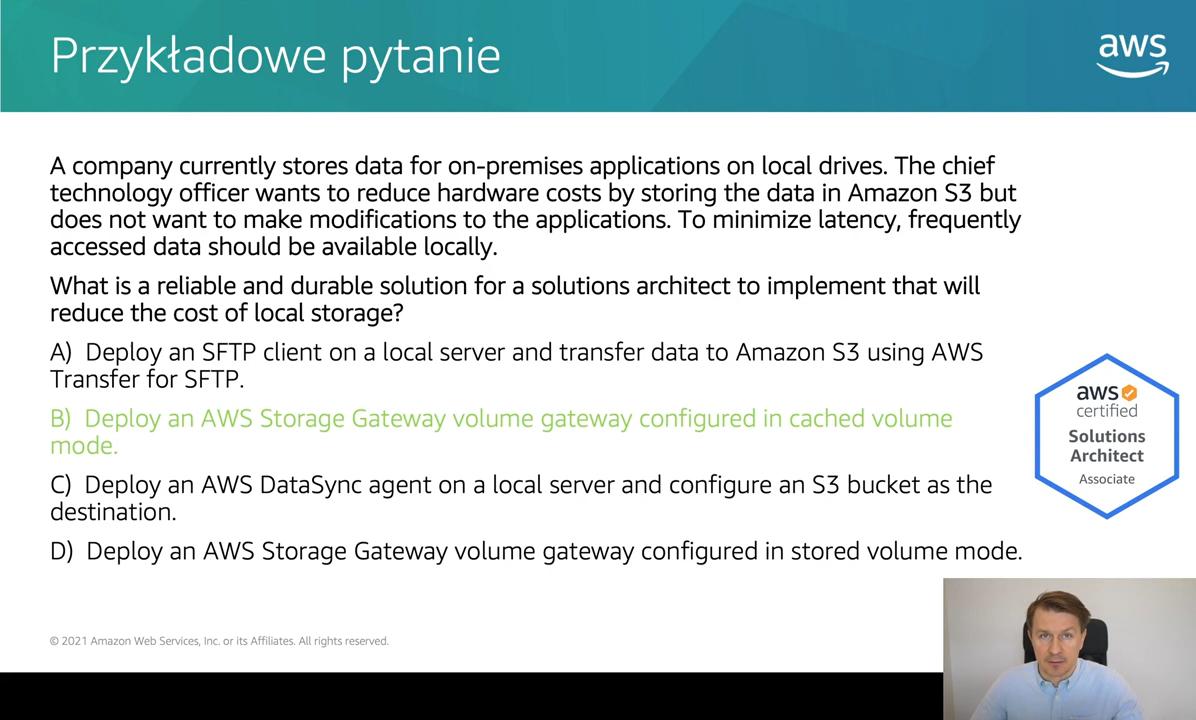 Przykładowe pytanie
aws
A company currently stores data for on-premises applications on local drives. The chief
technology officer wants to reduce hardware costs by storing the data in Amazon S3 but
does not want to make modifications to the applications. To minimize latency, frequently
accessed data should be available locally.
What is a reliable and durable solution for a solutions architect to implement that will
reduce the cost of local storage?
A) Deploy an SFTP client on a local server and transfer data to Amazon S3 using AWS
Transfer for SFTP.
B) Deploy an AWS Storage Gateway volume gateway configured in cached volume
mode.
C) Deploy an AWS DataSync agent on a local server and configure an S3 bucket as the
destination.
D) Deploy an AWS Storage Gateway volume gateway configured in stored volume mode.
aws
certified
Solutions
Architect
Associate
© 2021 Amazon Web Services, Inc. or its Affiliates. All rights reserved.